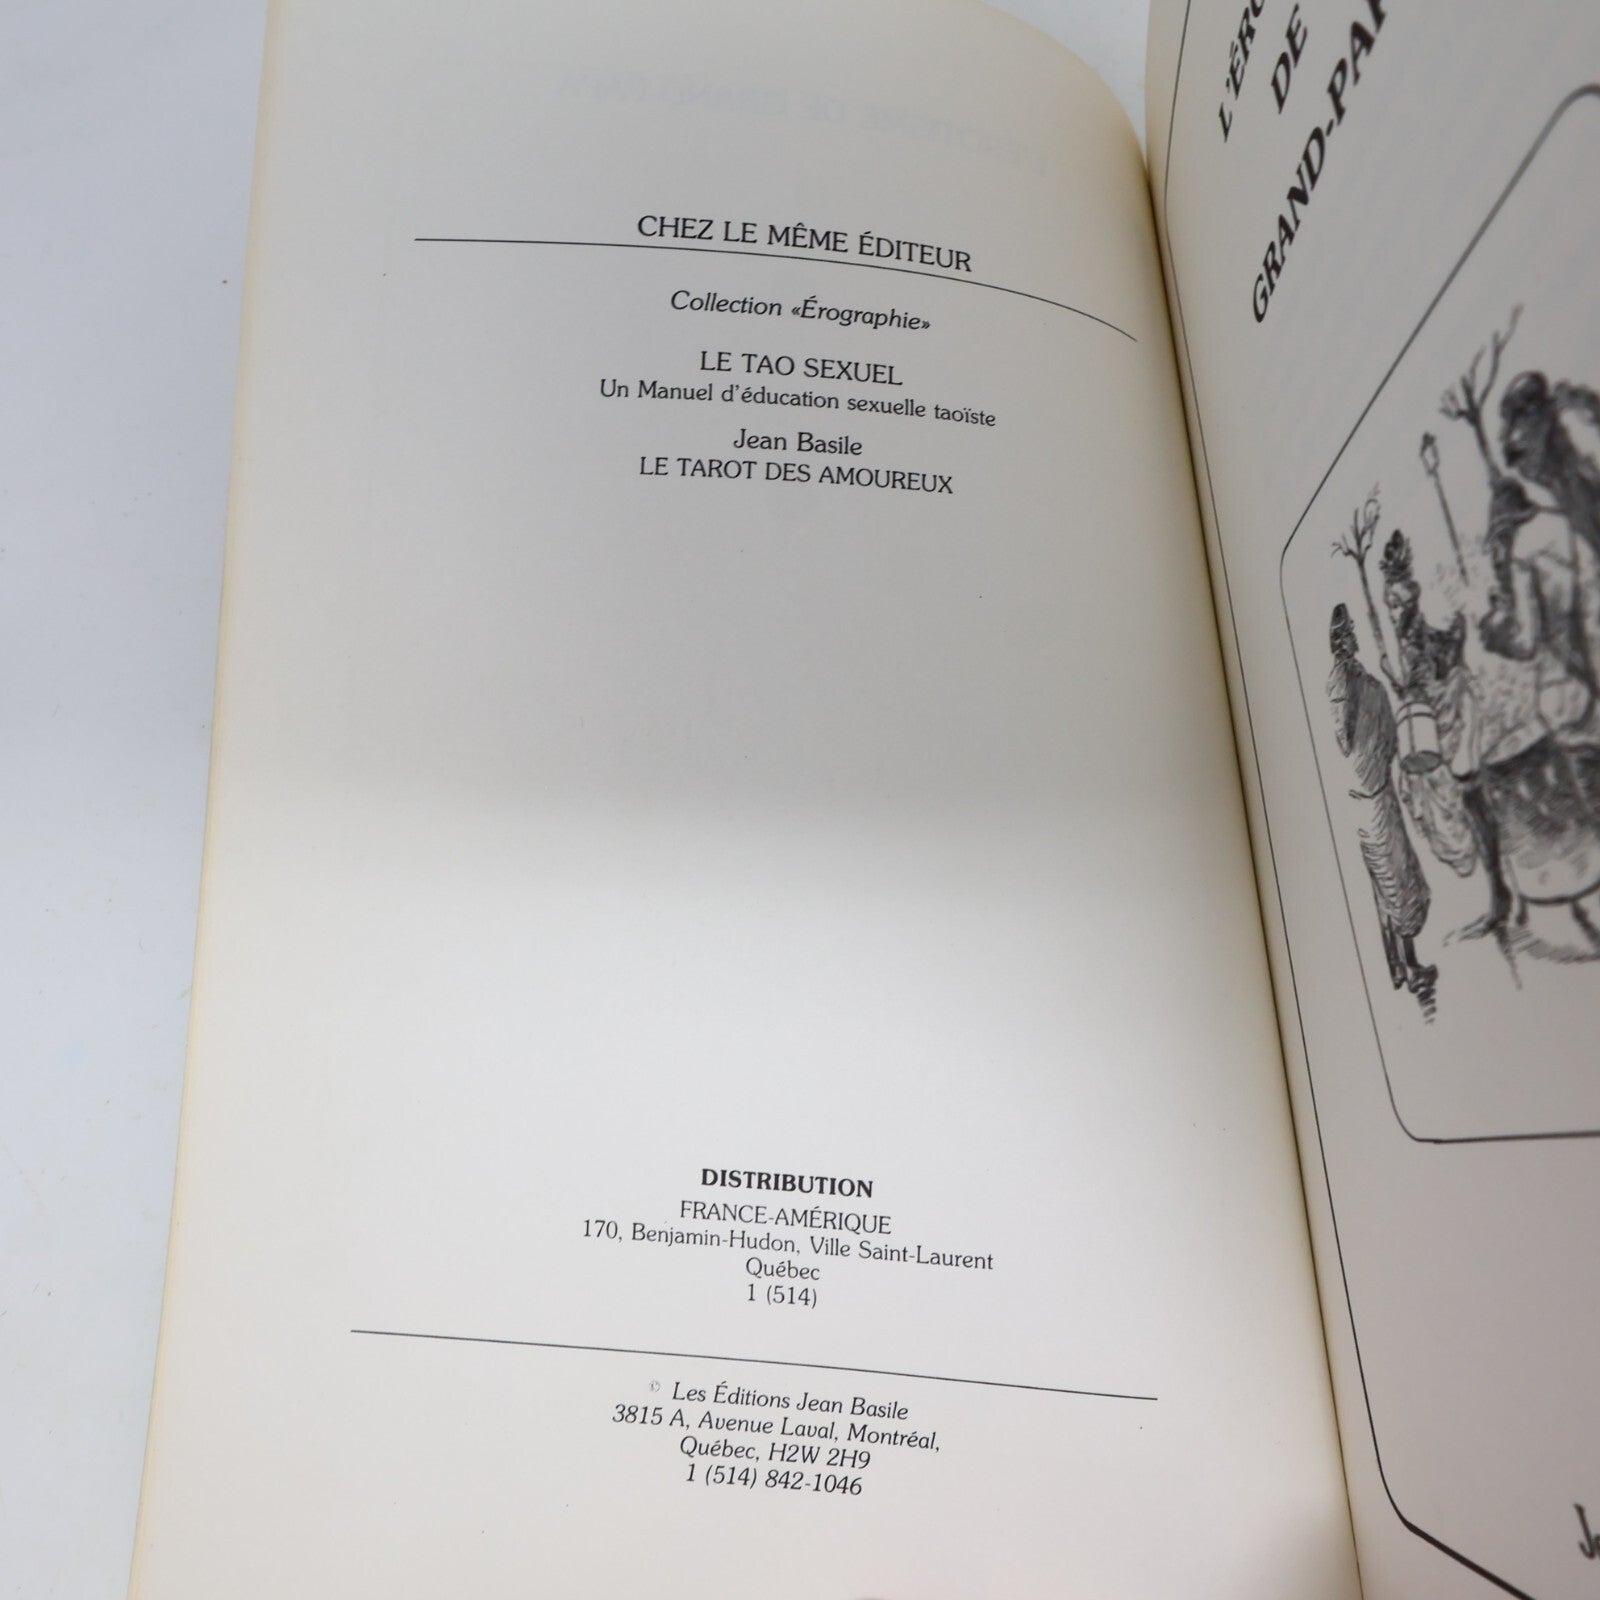 CHEZ LE MÊME ÉDITEUR
Collection «Érographie»
LE TAO SEXUEL
Un Manuel d'éducation sexuelle taoïste
Jean Basile
LE TAROT DES AMOUREUX
DISTRIBUTION
FRANCE-AMÉRIQUE
170, Benjamin-Hudon, Ville Saint-Laurent
Québec
1 (514)
© Les Éditions Jean Basile
3815 A, Avenue Laval, Montréal,
Québec, H2W 2H9
1 (514) 842-1046
DE